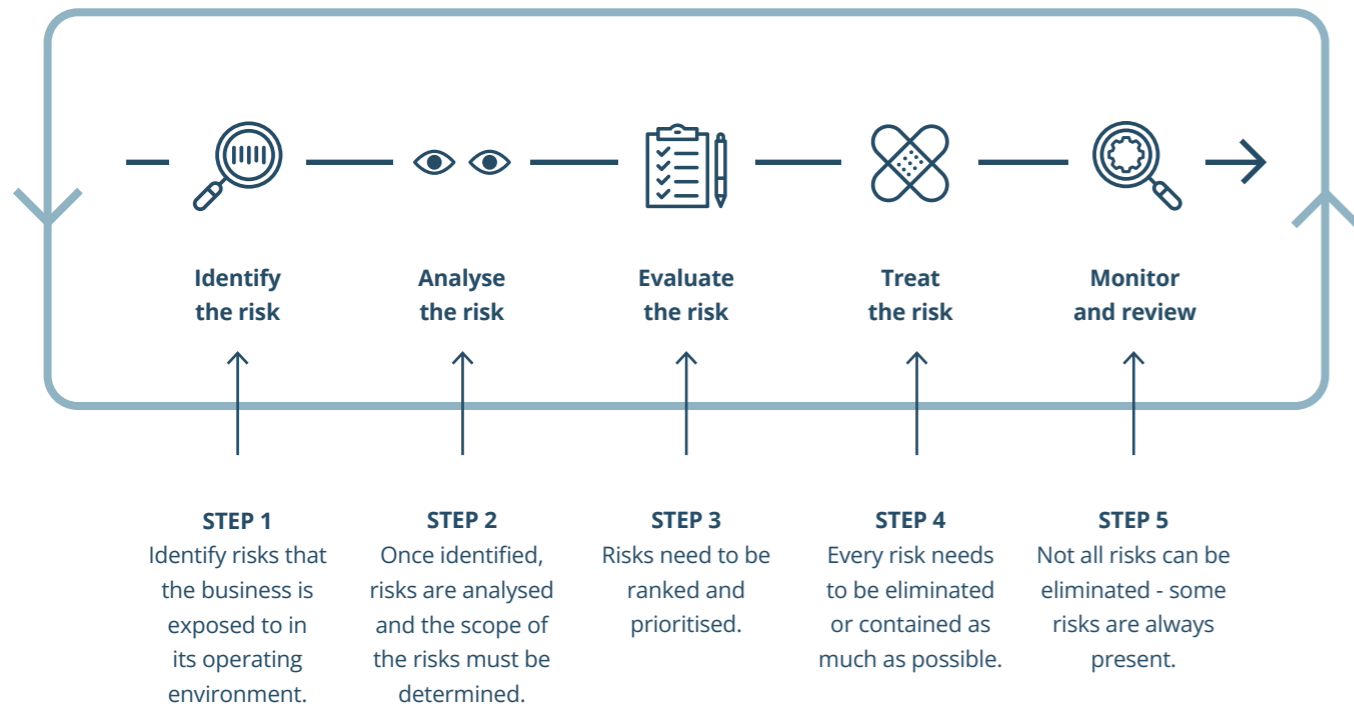 Identify
the risk
Analyse
the risk
Evaluate
the risk
Treat
the risk
Monitor
and review
STEP 1
Identify risks that
the business is
exposed to in
its operating
environment.
STEP 2
Once identified,
risks are analysed
and the scope of
the risks must be
determined.
STEP 3
Risks need to be
ranked and
prioritised.
STEP 4
Every risk needs
to be eliminated
or contained as
much as possible.
STEP 5
Not all risks can be
eliminated - some
risks are always
present.